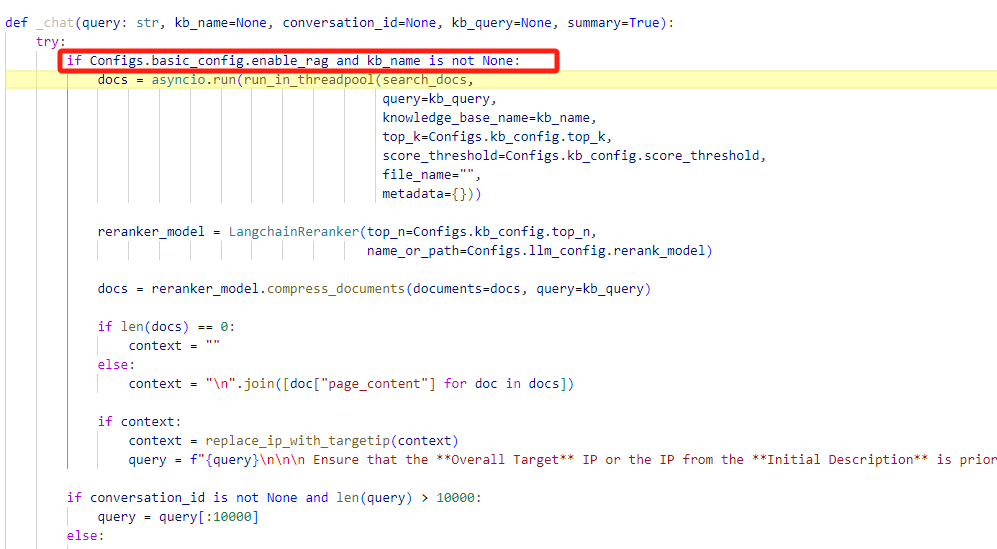 def _chat(query: str, kb_name=None, conversation_id=None, kb_query=None, summary=True):
try:
if Configs.basic_config.enable_rag and kb_name is not None:
docs = asyncio.run(run_in_threadpool(search_docs,
query=kb_query,
knowledge_base_name=kb_name,
top_k=Configs.kb_config.top_k,
score_threshold=Configs.kb_config.score_threshold,
file_name="",
metadata={}))
reranker_model = LangchainReranker(top_n=Configs.kb_config.top_n,
name_or_path=Configs.llm_config.rerank_model)
docs = reranker_model.compress_documents(documents=docs, query=kb_query)
if len(docs) == 0:
context = ""
else:
context = "\n".join([doc["page_content"] for doc in docs])
if context:
context = replace_ip_with_targetip(context)
query = f"{query}\n\n\n Ensure that the **Overall Target** IP or the IP from the **Initial Description** is prior
if conversation_id is not None and len(query) > 10000:
query = query[:10000]
else: